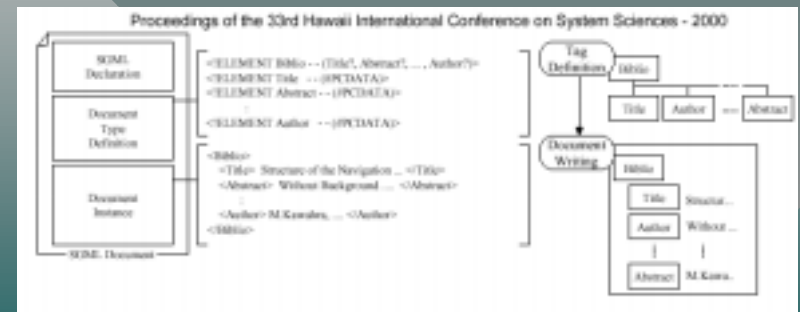 Proceedings of the 33rd Hawaii International Conference on System Sciences - 2000
SGML
Declaration
Document
Type
Definition
Document
Instance
SGML Document
<!ELEMENT Biblio - - (Title?, Abstract?, ... , Author?)>
<!ELEMENT Title - - (#PCDATA)>
<!ELEMENT Abstract - - (#PCDATA)>
:
<!ELEMENT Author - - (#PCDATA)>
<Biblio>
<Title> Structure of the Navigation ... </Title>
<Abstract> Without Background ... </Abstract>
:
<Author> M.Kawahra, ... </Author>
</Biblio>
Tag
Definition
Biblio
Title Author Abstract
Document
Writing
Biblio
Title Structur...
Author Without ...
Abstract M.Kawa..